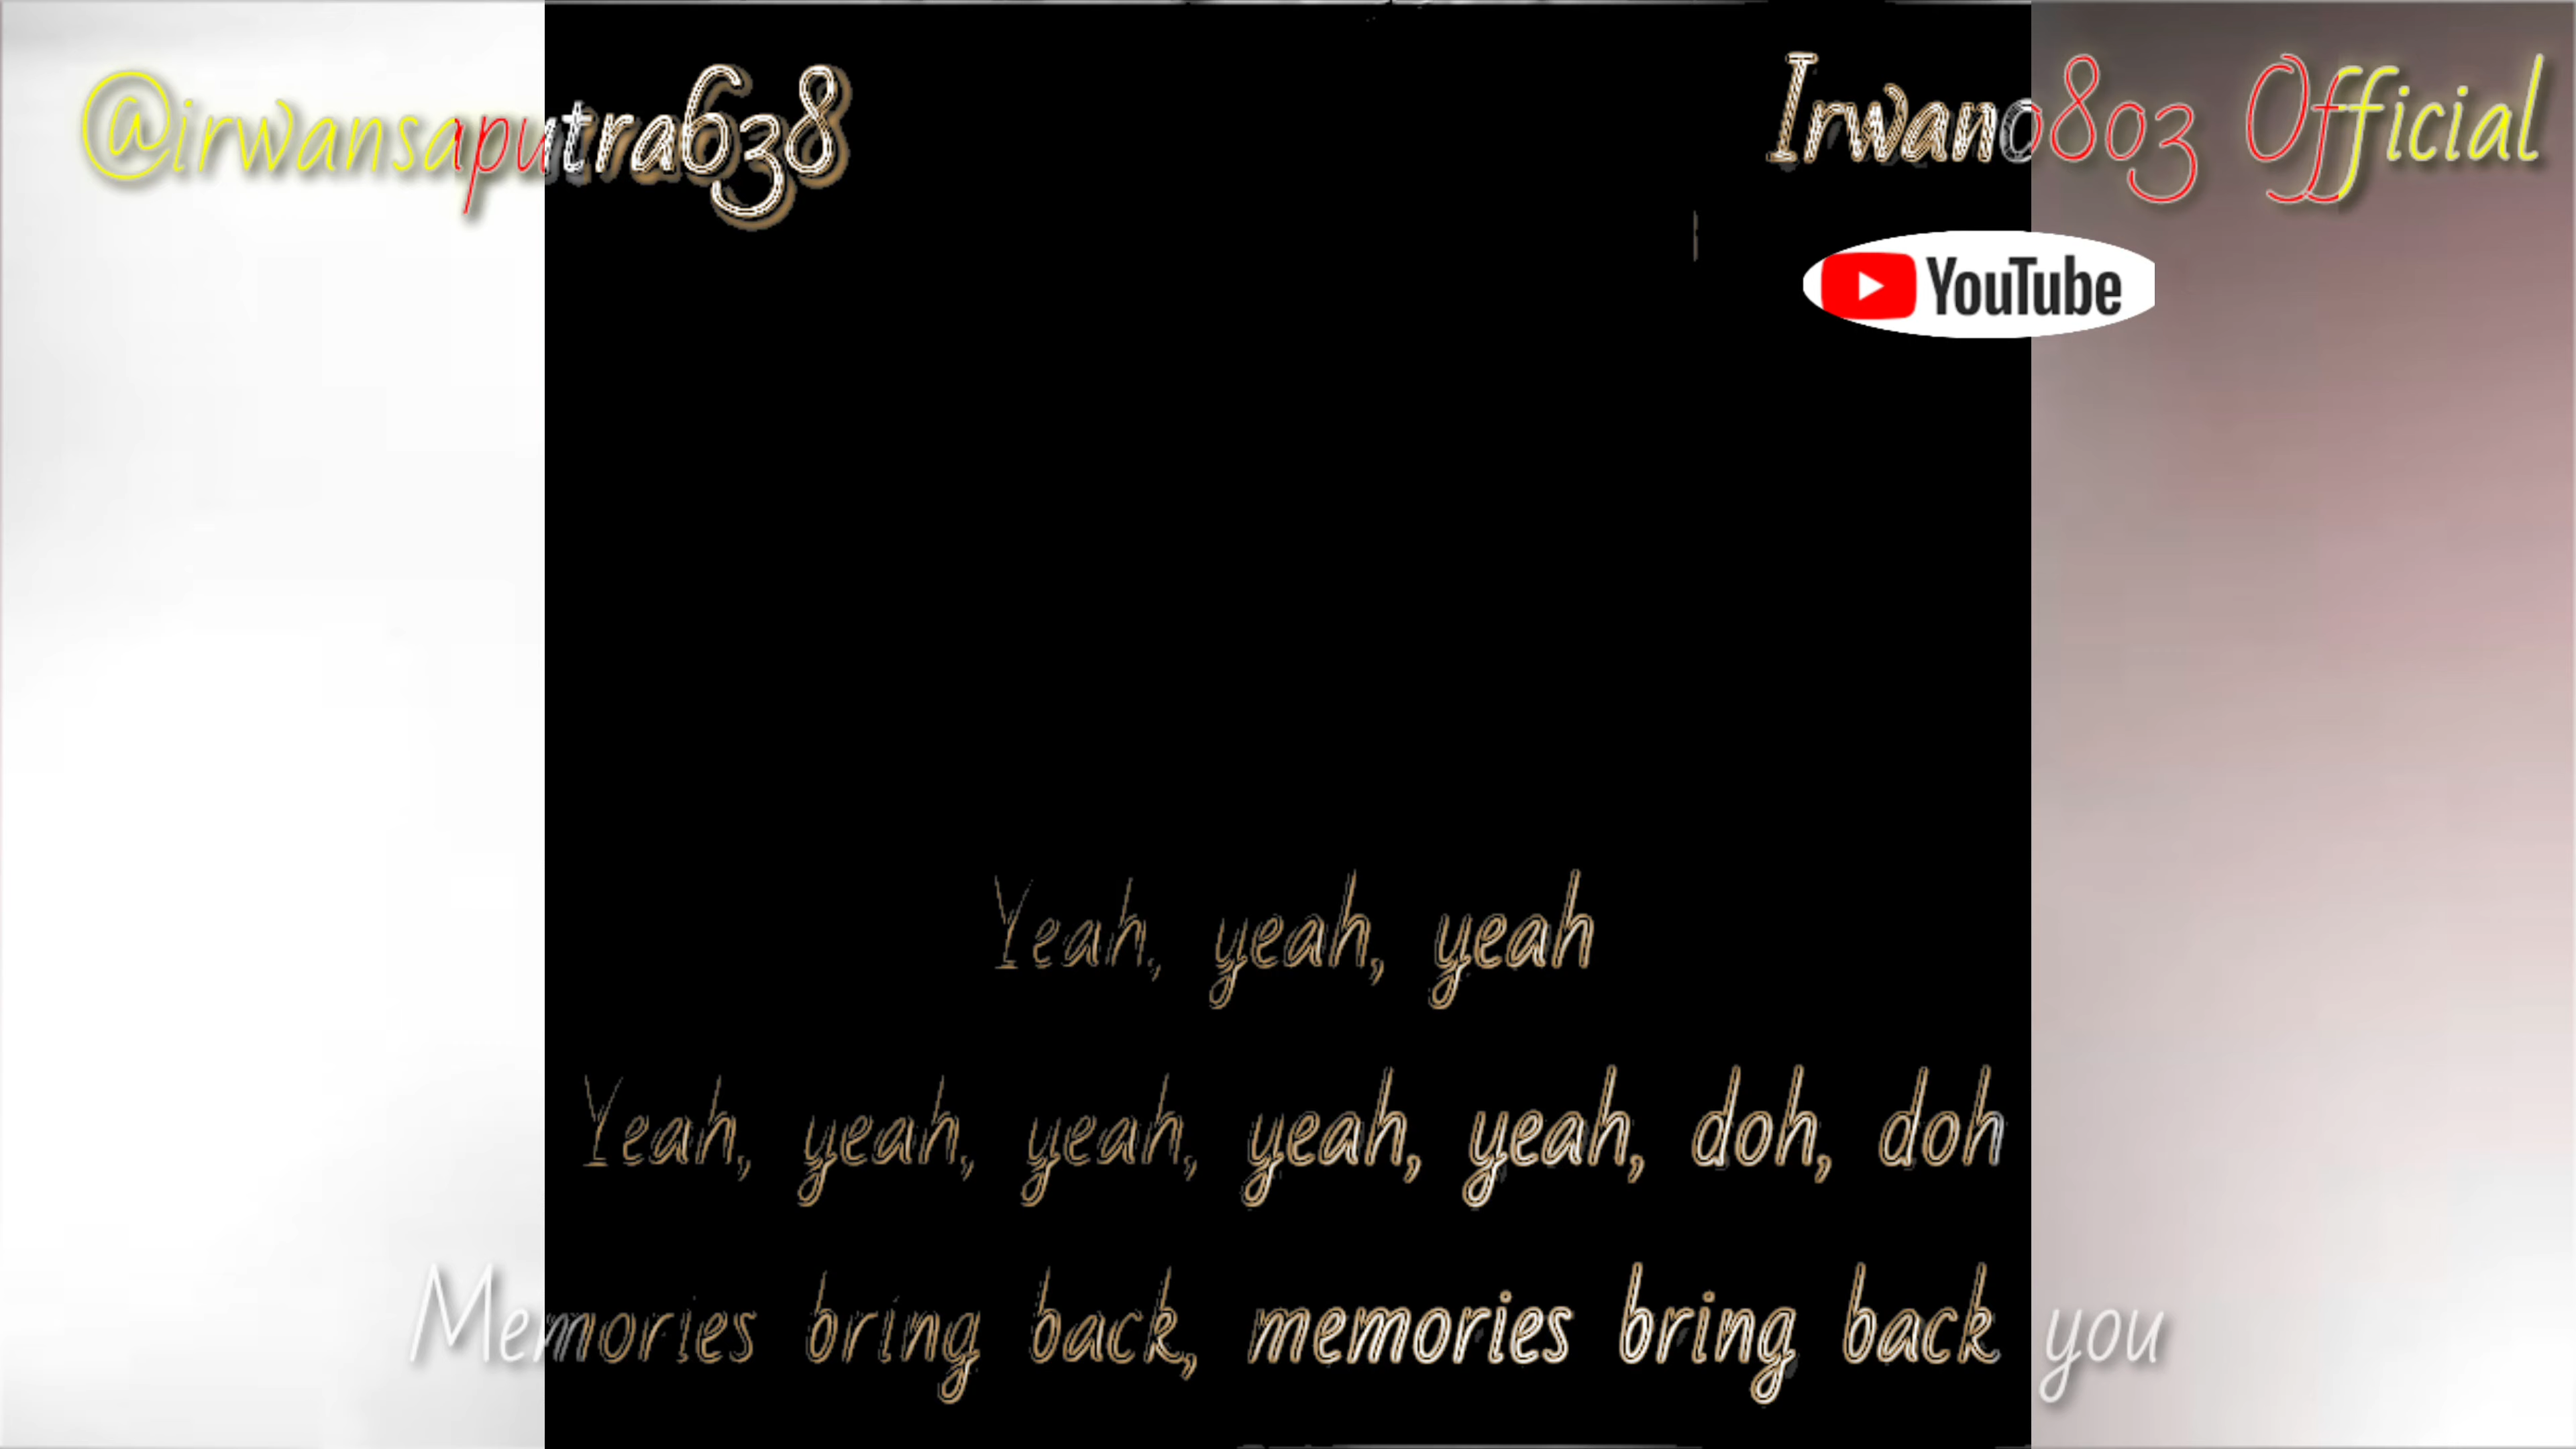 @irwansaputra638
Irwan0803 Official
YouTube
Yeah, yeah, yeah
Yeah, yeah, yeah, yeah, yeah, doh, doh
Memories bring back, memories bring back you